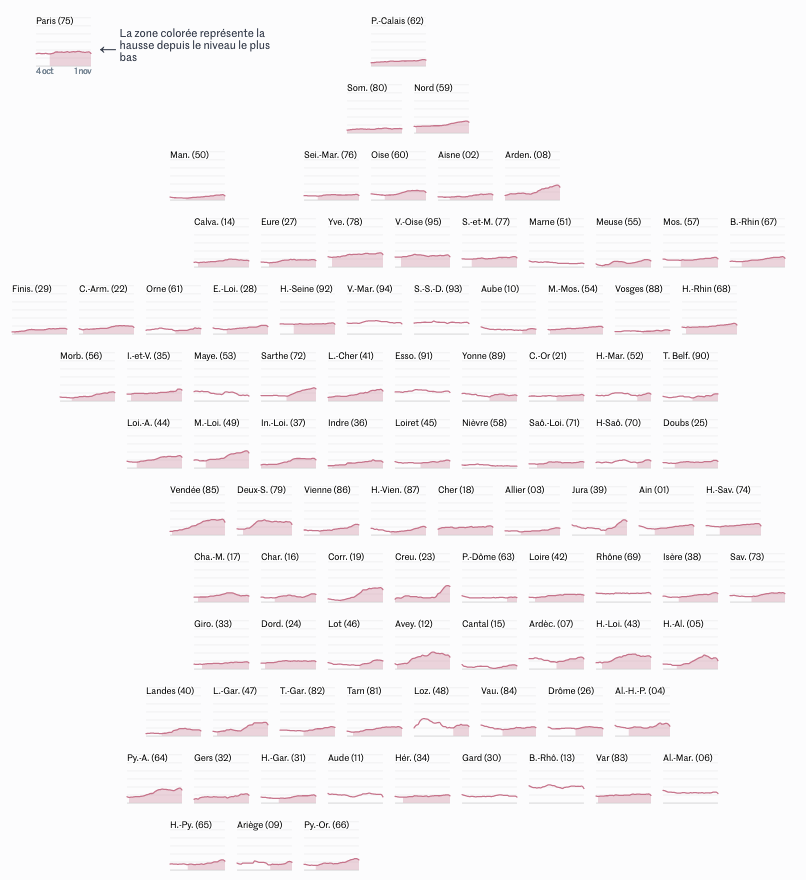 Paris (75)
La zone colorée représente la
hausse depuis le niveau le plus
bas
4 oct
1 nov
P.-Calais (62)
Som. (80)
Nord (59)
Man. (50)
Sei.-Mar. (76)
Oise (60)
Aisne (02)
Arden. (08)
Calva. (14)
Eure (27)
Yve. (78)
V.-Oise (95)
S.-et-M. (77)
Marne (51)
Meuse (55)
Mos. (57)
B.-Rhin (67)
Finis. (29)
C.-Arm. (22)
Orne (61)
E.-Loi. (28)
H.-Seine (92)
V.-Mar. (94)
S.-S.-D. (93)
Aube (10)
M.-Mos. (54)
Vosges (88)
H.-Rhin (68)
Morb. (56)
I.-et-V. (35)
Maye. (53)
Sarthe (72)
L.-Cher (41)
Esso. (91)
Yonne (89)
C.-Or (21)
H.-Mar. (52)
T. Belf. (90)
Loi.-A. (44)
M.-Loi. (49)
In.-Loi. (37)
Indre (36)
Loiret (45)
Nièvre (58)
Saô.-Loi. (71)
H-Saô. (70)
Doubs (25)
Vendée (85)
Deux-S. (79)
Vienne (86)
H.-Vien. (87)
Cher (18)
Allier (03)
Jura (39)
Ain (01)
H.-Sav. (74)
Cha.-M. (17)
Char. (16)
Corr. (19)
Creu. (23)
P.-Dôme (63)
Loire (42)
Rhône (69)
Isère (38)
Sav. (73)
Giro. (33)
Dord. (24)
Lot (46)
Avey. (12)
Cantal (15)
Ardèc. (07)
H.-Loi. (43)
H.-Al. (05)
Landes (40)
L.-Gar. (47)
T.-Gar. (82)
Tarn (81)
Loz. (48)
Vau. (84)
Drôme (26)
Al.-H.-P. (04)
Py.-A. (64)
Gers (32)
H.-Gar. (31)
Aude (11)
Hér. (34)
Gard (30)
B.-Rhô. (13)
Var (83)
Al.-Mar. (06)
H.-Py. (65)
Ariège (09)
Py.-Or. (66)